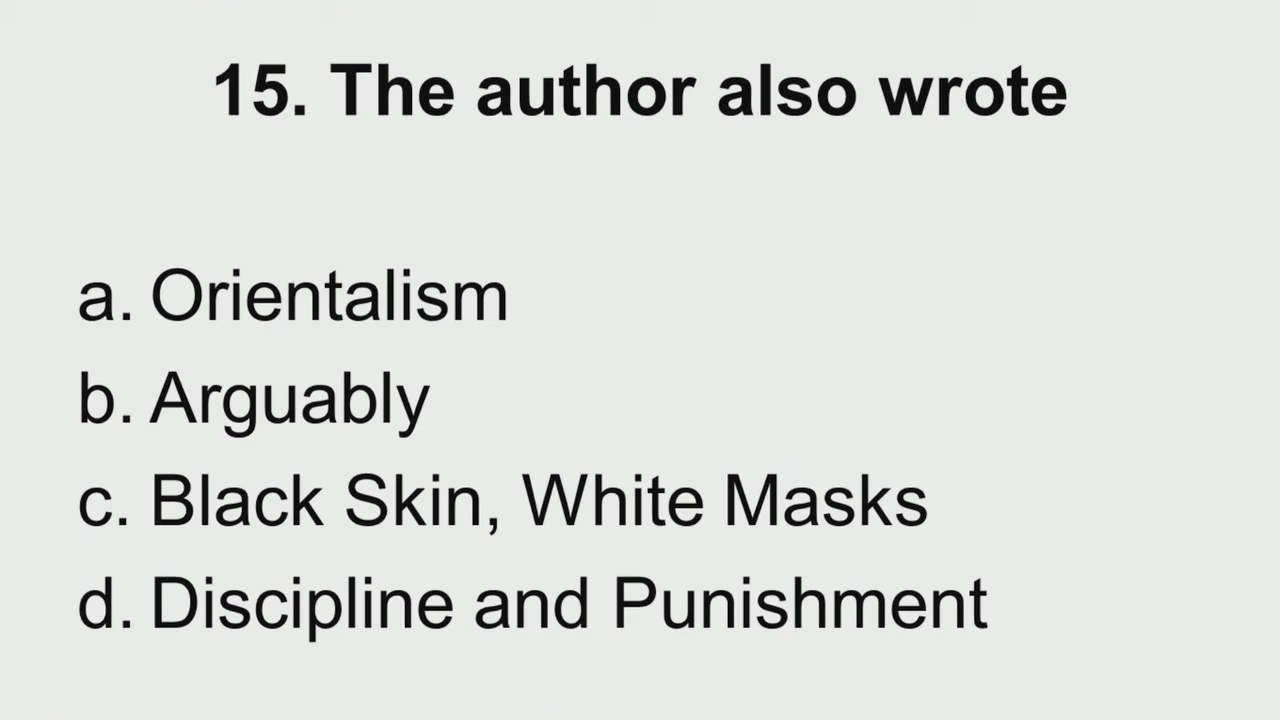 15. The author also wrote
a. Orientalism
b. Arguably
c. Black Skin, White Masks
d. Discipline and Punishment